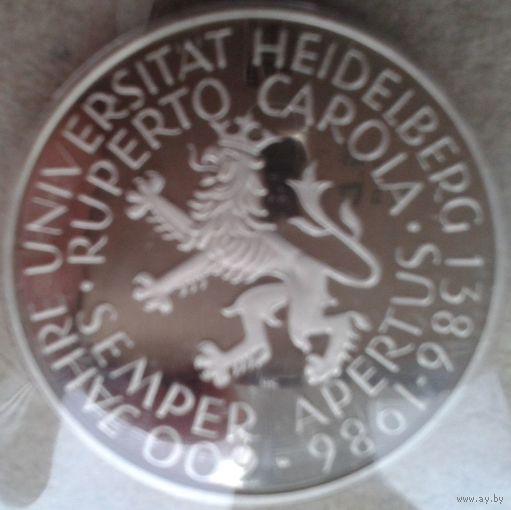 600 JAHRE UNIVERSITÄT HEIDELBERG 1386·1986 ·
RUPERTO CAROLA · SEMPER APERTUS ·
www.ay.by